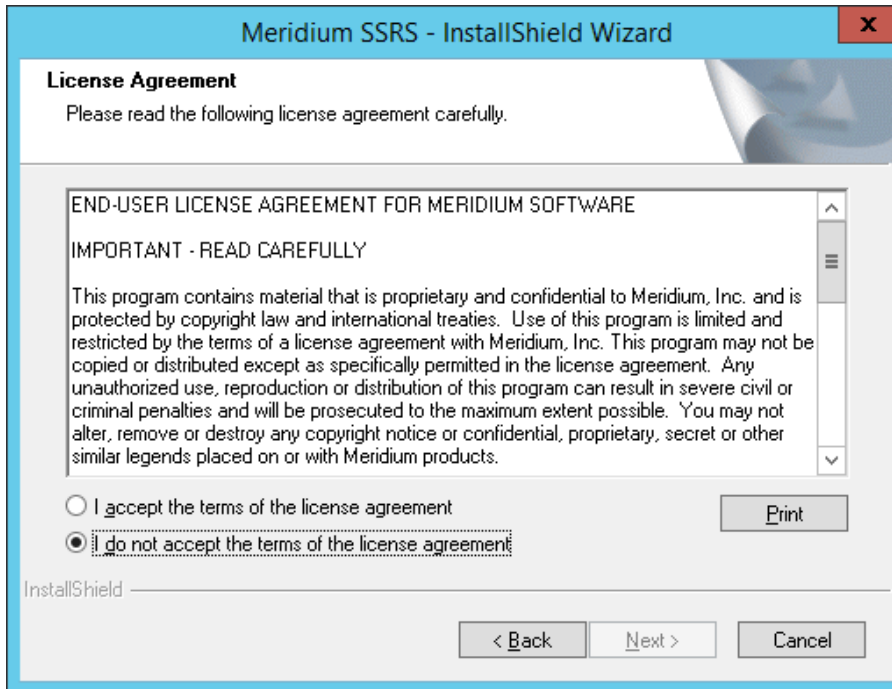 Meridium SSRS - InstallShield Wizard
x
License Agreement
Please read the following license agreement carefully.
END-USER LICENSE AGREEMENT FOR MERIDIUM SOFTWARE
IMPORTANT - READ CAREFULLY
This program contains material that is proprietary and confidential to Meridium, Inc. and is
protected by copyright law and international treaties.  Use of this program is limited and
restricted by the terms of a license agreement with Meridium, Inc. This program may not be
copied or distributed except as specifically permitted in the license agreement.  Any
unauthorized use, reproduction or distribution of this program can result in severe civil or
criminal penalties and will be prosecuted to the maximum extent possible.  You may not
alter, remove or destroy any copyright notice or confidential, proprietary, secret or other
similar legends placed on or with Meridium products.
I accept the terms of the license agreement
Print
I do not accept the terms of the license agreement
InstallShield
< Back
Next >
Cancel